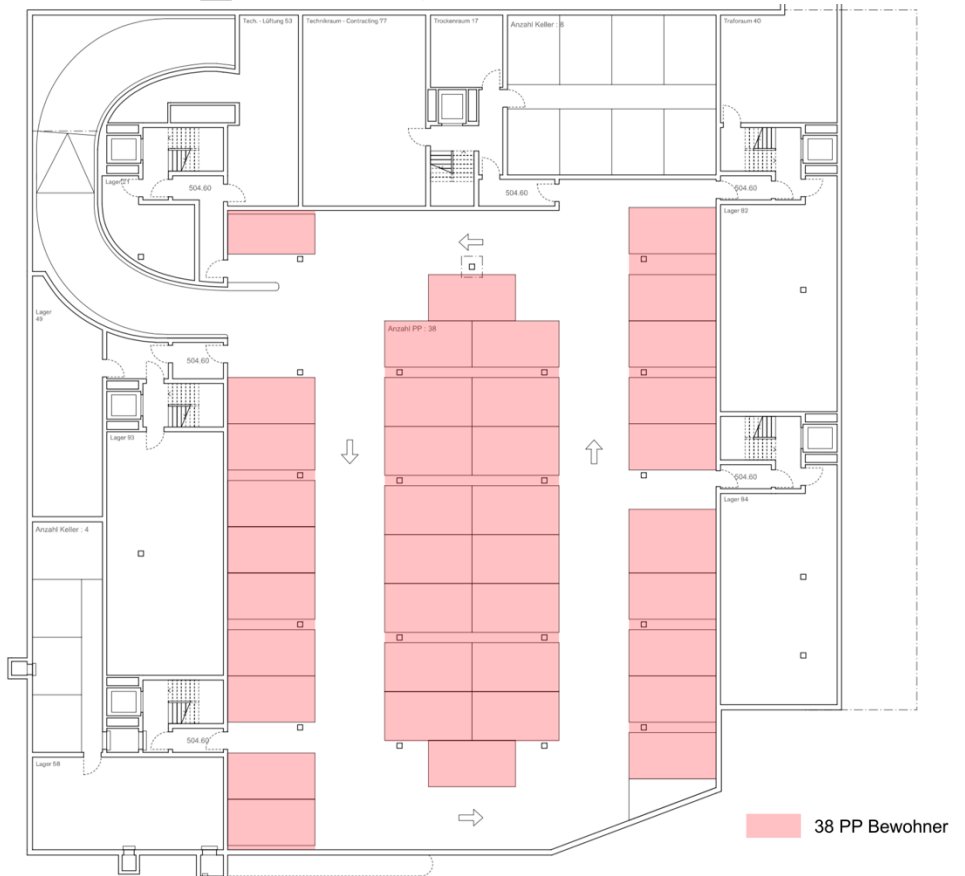 Tech. - Lüftung 53
Technikraum - Contracting 77
Trockenraum 17
Anzahl Keller : 8
Traforaum 40
Lager 21
504.60
504.60
504.60
Lager 82
Lager
49
Anzahl PP : 38
504.60
Lager 93
504.60
Lager 84
Anzahl Keller : 4
504.60
Lager 58
38 PP Bewohner